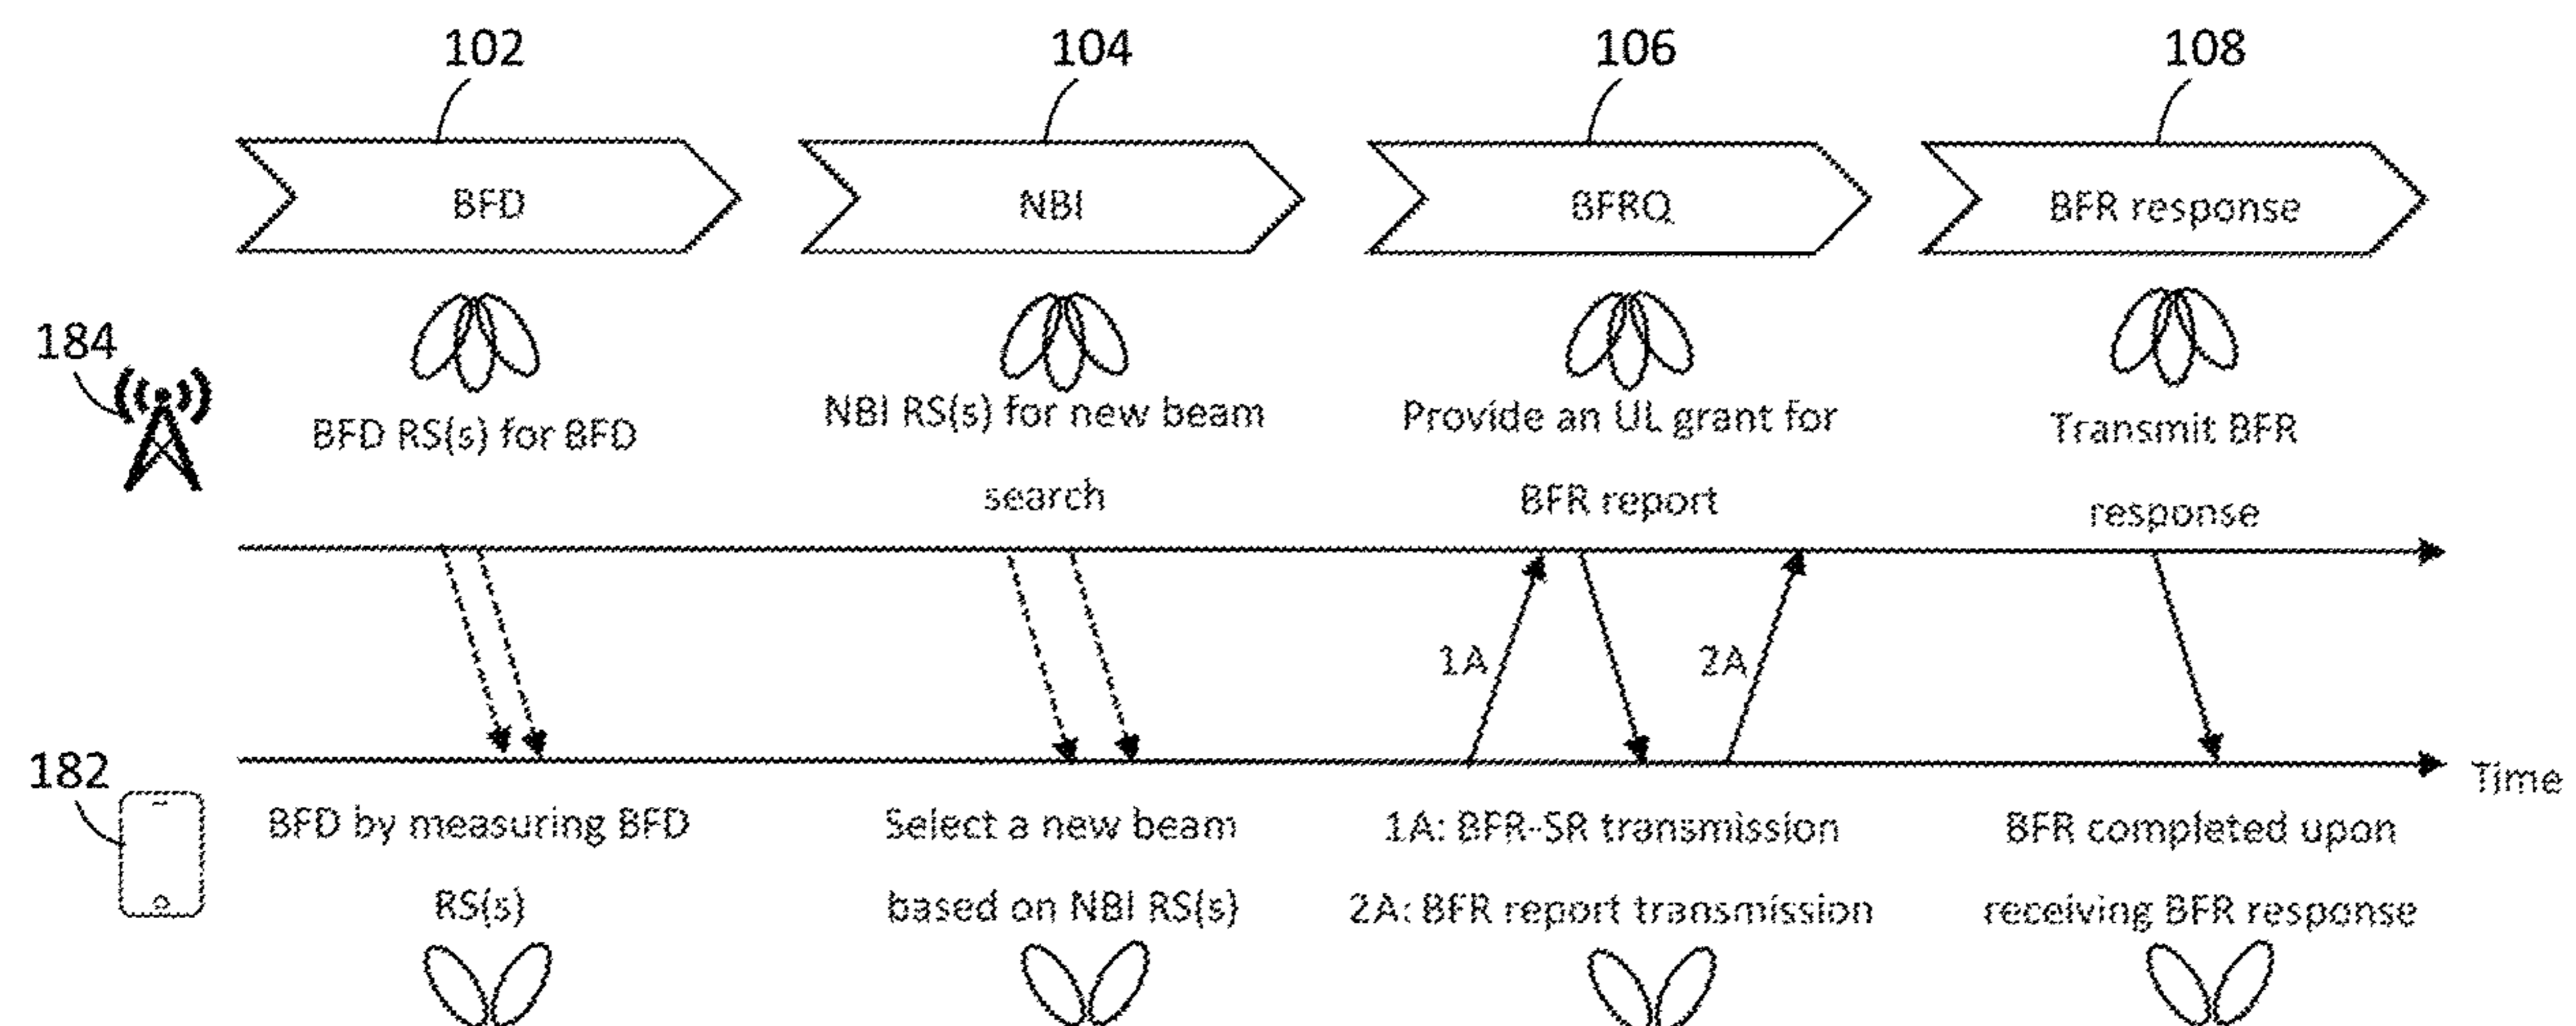 102
104
106
108
BFD
NBI
BFRQ
BFR response
184
BFD RS(s) for BFD
NBI RS(s) for new beam
search
Provide an UL grant for
BFR report
Transmit BFR
response
1A
2A
Time
182
BFD by measuring BFD
RS(s)
Select a new beam
based on NBI RS(s)
1A: BFR-SR transmission
2A: BFR report transmission
BFR completed upon
receiving BFR response